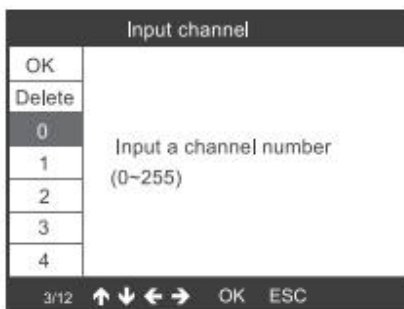 Input channel
OK
Delete
0
1
2
3
4
Input a channel number
(0~255)
3/12 ↑ ↓ ← → OK ESC